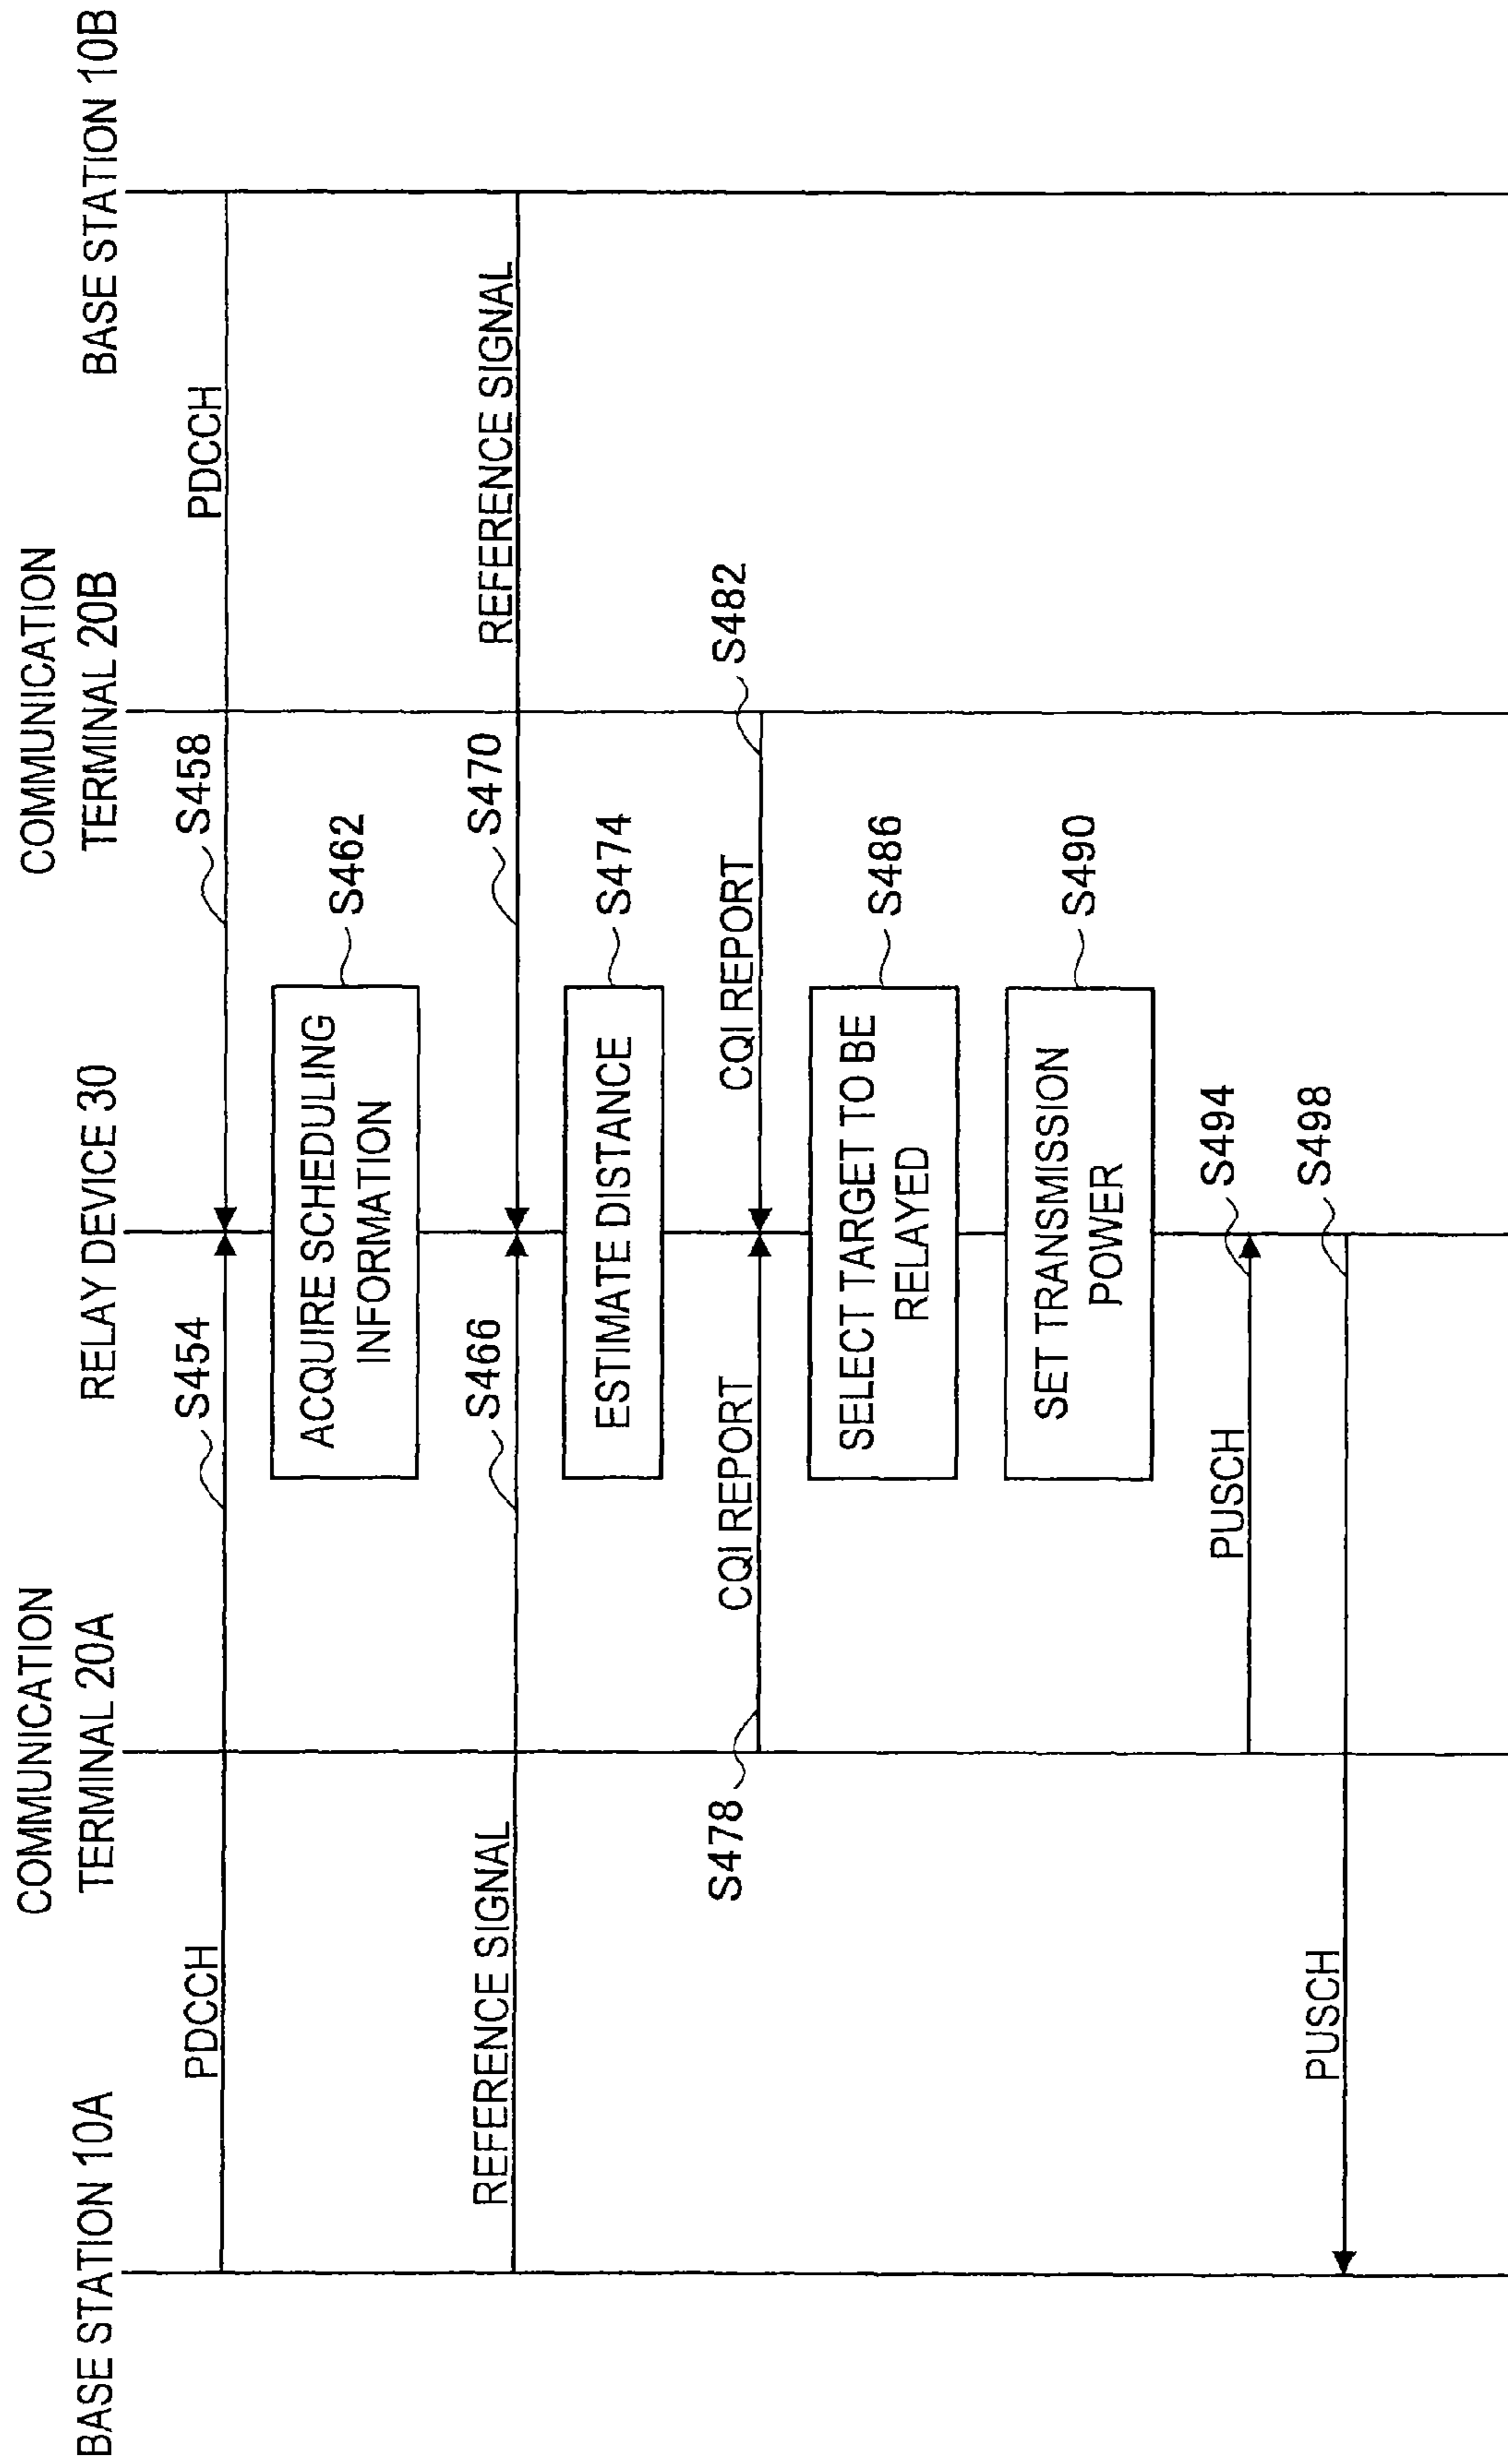 BASE STATION 10A
COMMUNICATION
TERMINAL 20A
RELAY DEVICE 30
COMMUNICATION
TERMINAL 20B
BASE STATION 10B
PDCCH
S454
S458
PDCCH
ACQUIRE SCHEDULING
INFORMATION
S462
REFERENCE SIGNAL
S466
S470
REFERENCE SIGNAL
ESTIMATE DISTANCE
S474
S478
CQI REPORT
CQI REPORT
S482
SELECT TARGET TO BE
RELAYED
S486
SET TRANSMISSION
POWER
S490
PUSCH
S494
PUSCH
S498